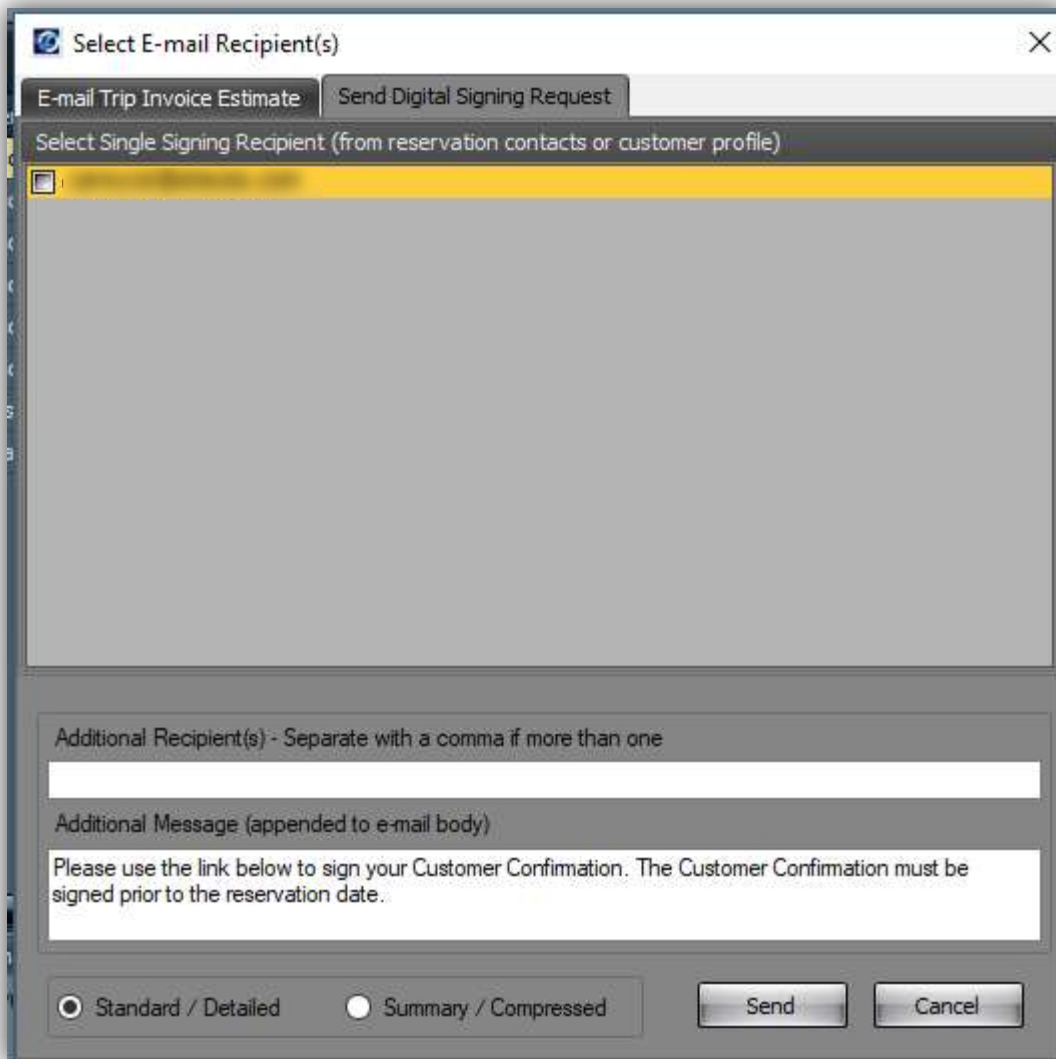 Select E-mail Recipient(s)
E-mail Trip Invoice Estimate
Send Digital Signing Request
Select Single Signing Recipient (from reservation contacts or customer profile)
Additional Recipient(s) - Separate with a comma if more than one
Additional Message (appended to e-mail body)
Please use the link below to sign your Customer Confirmation. The Customer Confirmation must be
signed prior to the reservation date.
Standard / Detailed
Summary / Compressed
Send
Cancel